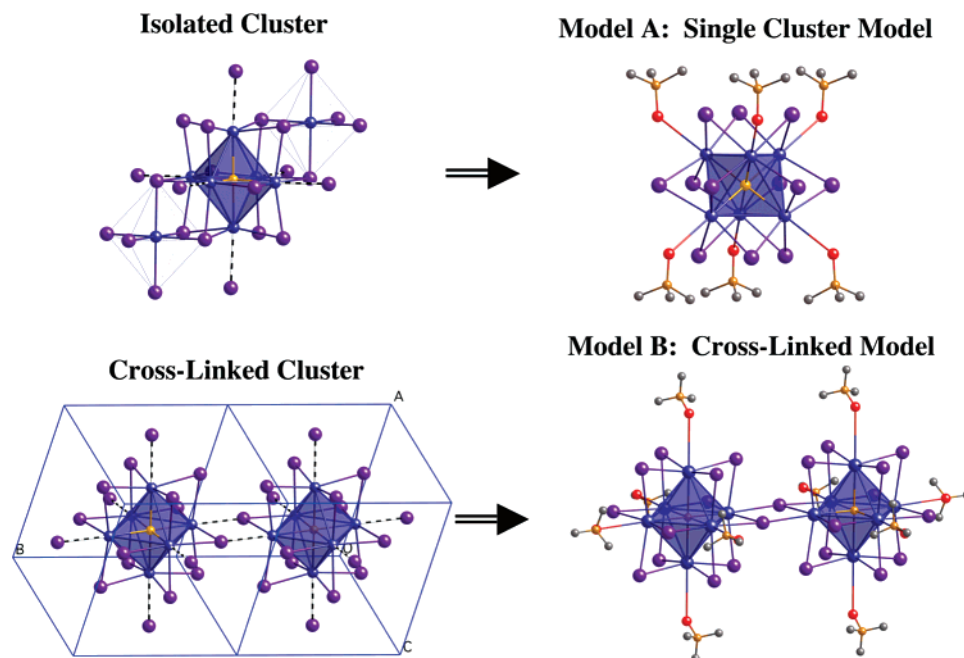 Isolated Cluster
Model A: Single Cluster Model
Cross-Linked Cluster
Model B: Cross-Linked Model
A
B
O
C